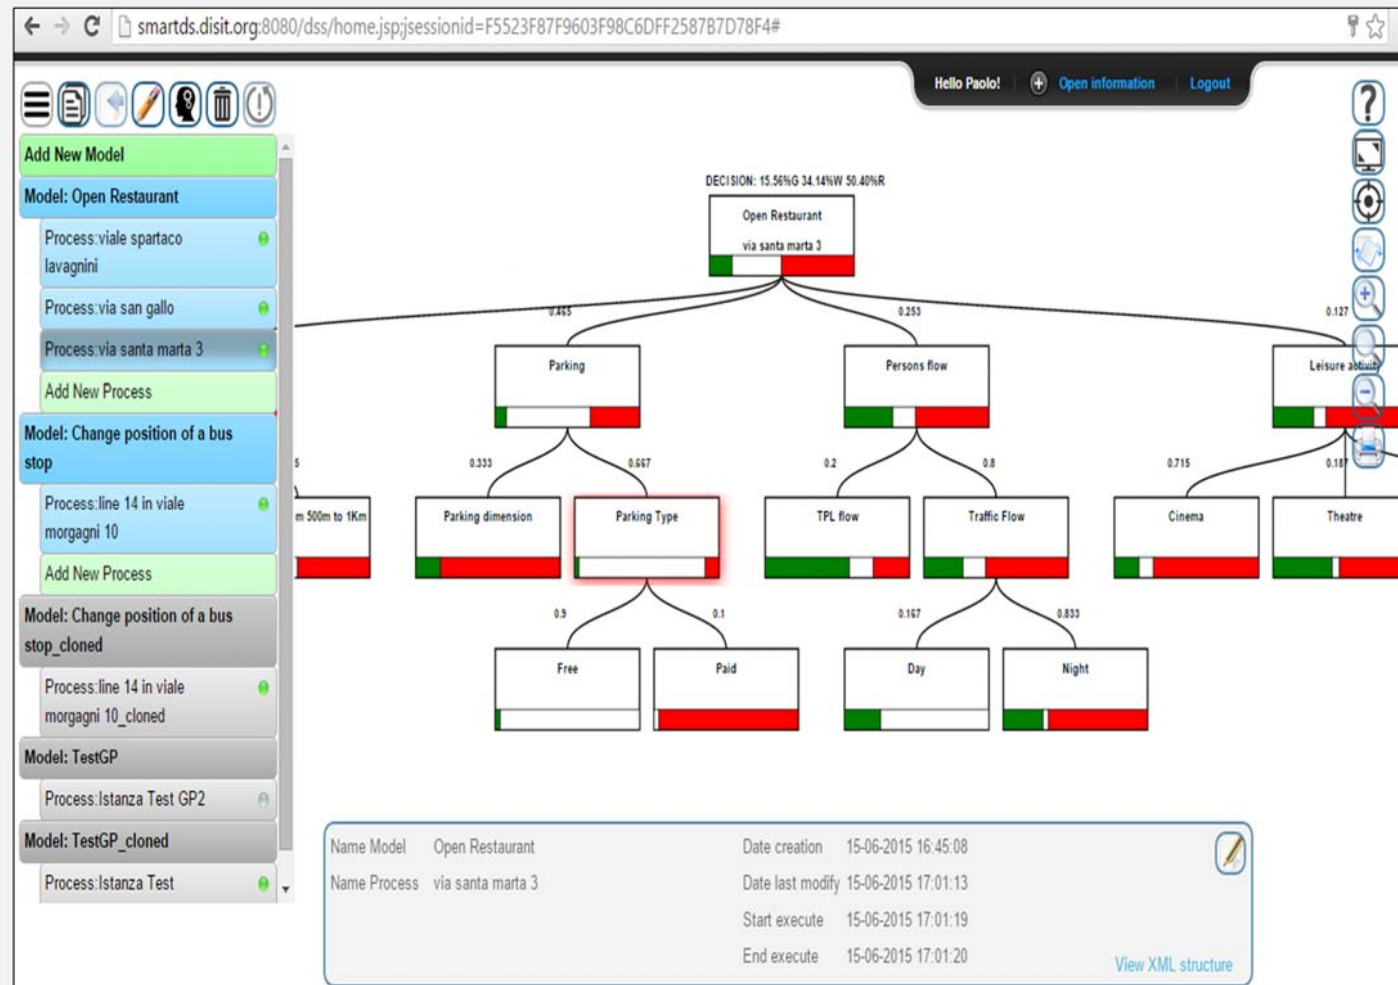 smartds.disit.org:8080/dss/home.jsp;jsessionid=F5523F87F9603F98C6DFF2587B7D78F4#
Hello Paolo!
Open information
Logout
Add New Model
Model: Open Restaurant
Process:viale spartaco
lavagnini
Process:via san gallo
Process:via santa marta 3
Add New Process
Model: Change position of a bus
stop
Process:line 14 in viale
morgagni 10
Add New Process
Model: Change position of a bus
stop_cloned
Process:line 14 in viale
morgagni 10_cloned
Model: TestGP
Process:Istanza Test GP2
Model: TestGP_cloned
Process:Istanza Test
DECISION: 15.56%G 34.14%W 50.40%R
Open Restaurant
via santa marta 3
0.465
0.253
0.127
Parking
Persons flow
Leisure activity
5
0.333
0.667
0.2
0.8
0.715
0.187
m 500m to 1Km
Parking dimension
Parking Type
TPL flow
Traffic Flow
Cinema
Theatre
0.9
0.1
0.167
0.833
Free
Paid
Day
Night
Name Model Open Restaurant
Name Process via santa marta 3
Date creation 15-06-2015 16:45:08
Date last modify 15-06-2015 17:01:13
Start execute 15-06-2015 17:01:19
End execute 15-06-2015 17:01:20
View XML structure